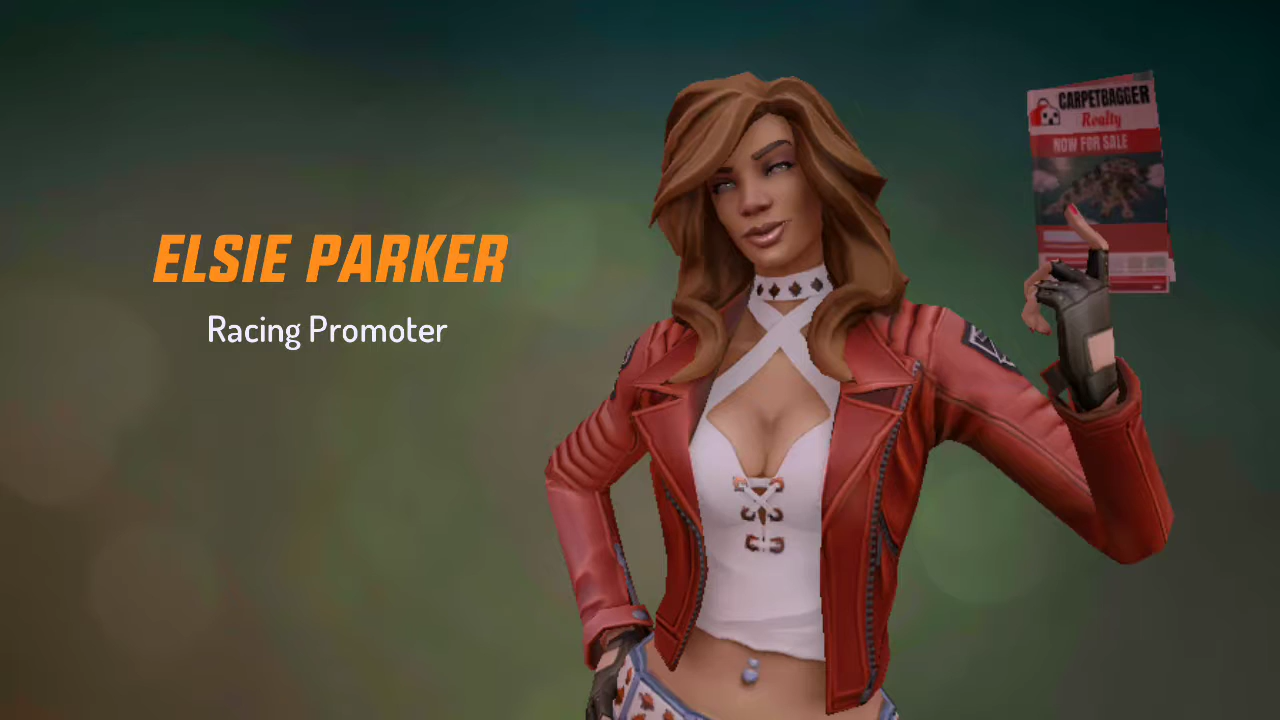 ELSIE PARKER
Racing Promoter
CARPETBAGGER
Realty
NOW FOR SALE